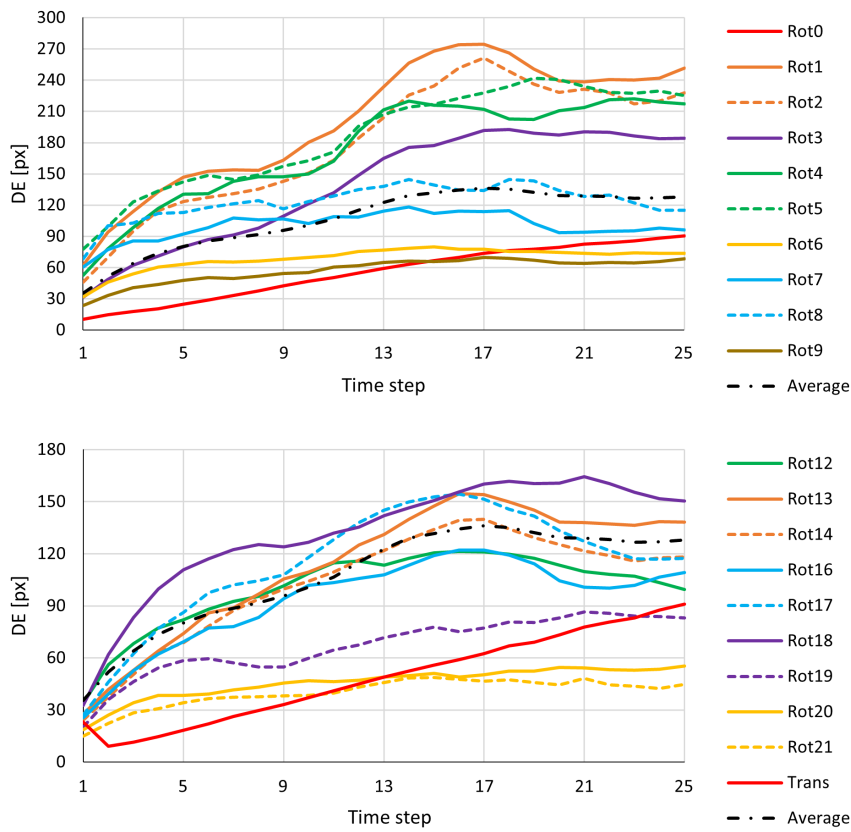 300
270
240
210
180
150
120
90
60
30
0
DE [px]
1 5 9 13 17 21 25
Time step
Rot0
Rot1
Rot2
Rot3
Rot4
Rot5
Rot6
Rot7
Rot8
Rot9
Average
180
150
120
90
60
30
0
DE [px]
1 5 9 13 17 21 25
Time step
Rot12
Rot13
Rot14
Rot16
Rot17
Rot18
Rot19
Rot20
Rot21
Trans
Average